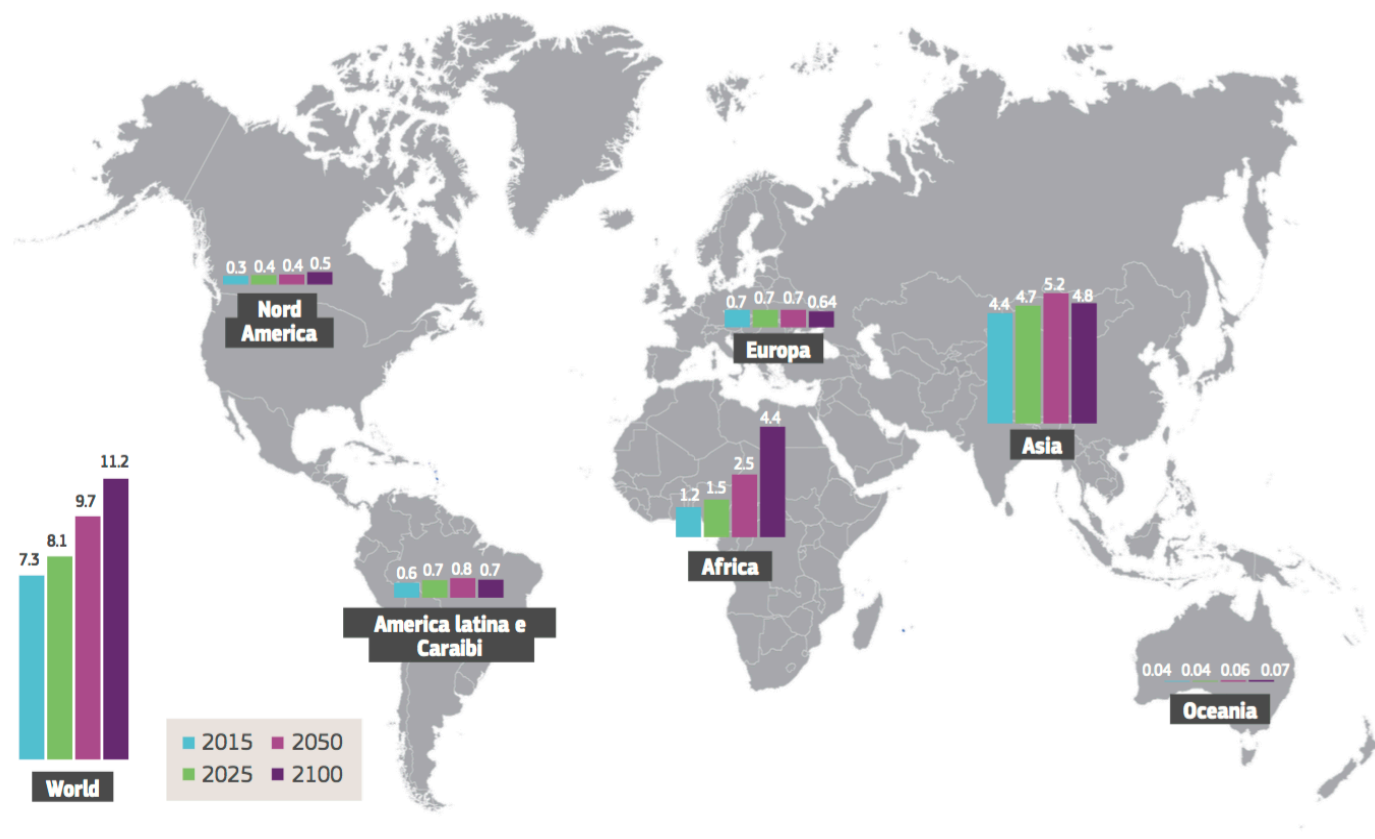 0.3 0.4 0.4 0.5
Nord
America
0.7 0.7 0.7 0.64
Europa
4.4 4.7 5.2 4.8
Asia
1.2 1.5 2.5 4.4
Africa
7.3 8.1 9.7 11.2
World
0.6 0.7 0.8 0.7
America latina e
Caraibi
0.04 0.04 0.06 0.07
Oceania
2015 2050
2025 2100